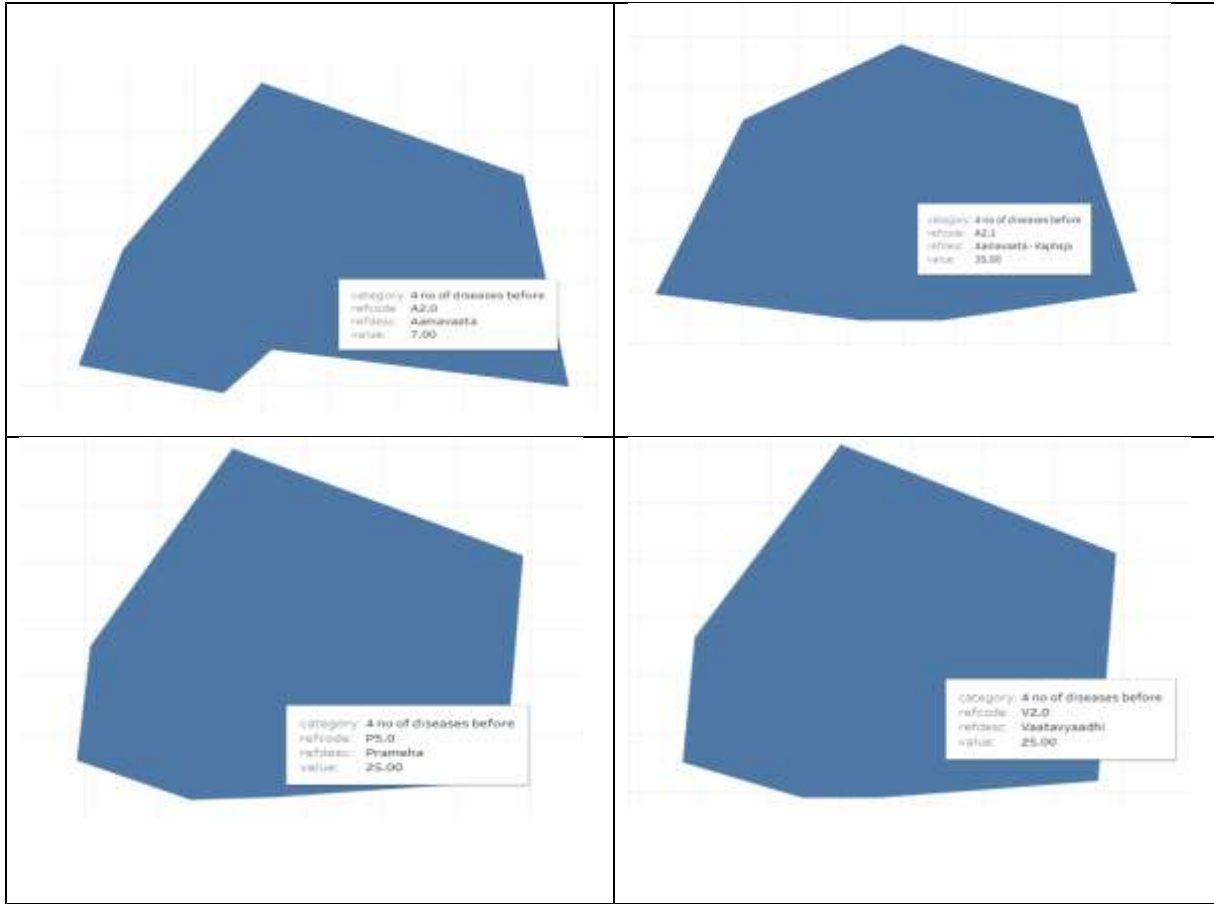 category: 4 no of diseases before
refcode: A2.0
refdesc: Aamavaata
value: 7.00
category: 4 no of diseases before
refcode: A2.1
refdesc: Aamavaata - Kaphaja
value: 35.00
category: 4 no of diseases before
refcode: P5.0
refdesc: Prameha
value: 25.00
category: 4 no of diseases before
refcode: V2.0
refdesc: Vaatavyaadhi
value: 25.00